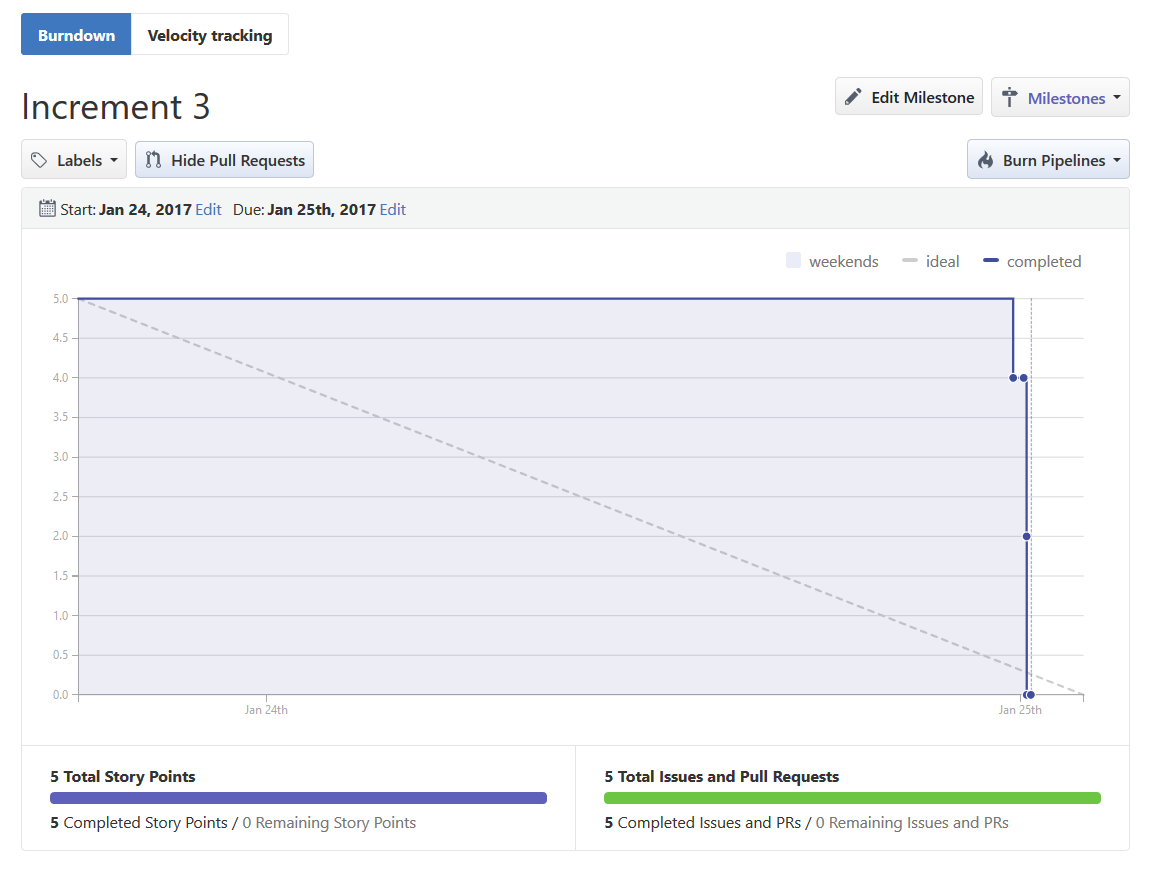 Burndown Velocity tracking
Increment 3
Edit Milestone Milestones
Labels Hide Pull Requests Burn Pipelines
Start: Jan 24, 2017 Edit Due: Jan 25th, 2017 Edit
weekends ideal completed
5.0
4.5
4.0
3.5
3.0
2.5
2.0
1.5
1.0
0.5
0.0
Jan 24th Jan 25th
5 Total Story Points
5 Completed Story Points / 0 Remaining Story Points
5 Total Issues and Pull Requests
5 Completed Issues and PRs / 0 Remaining Issues and PRs